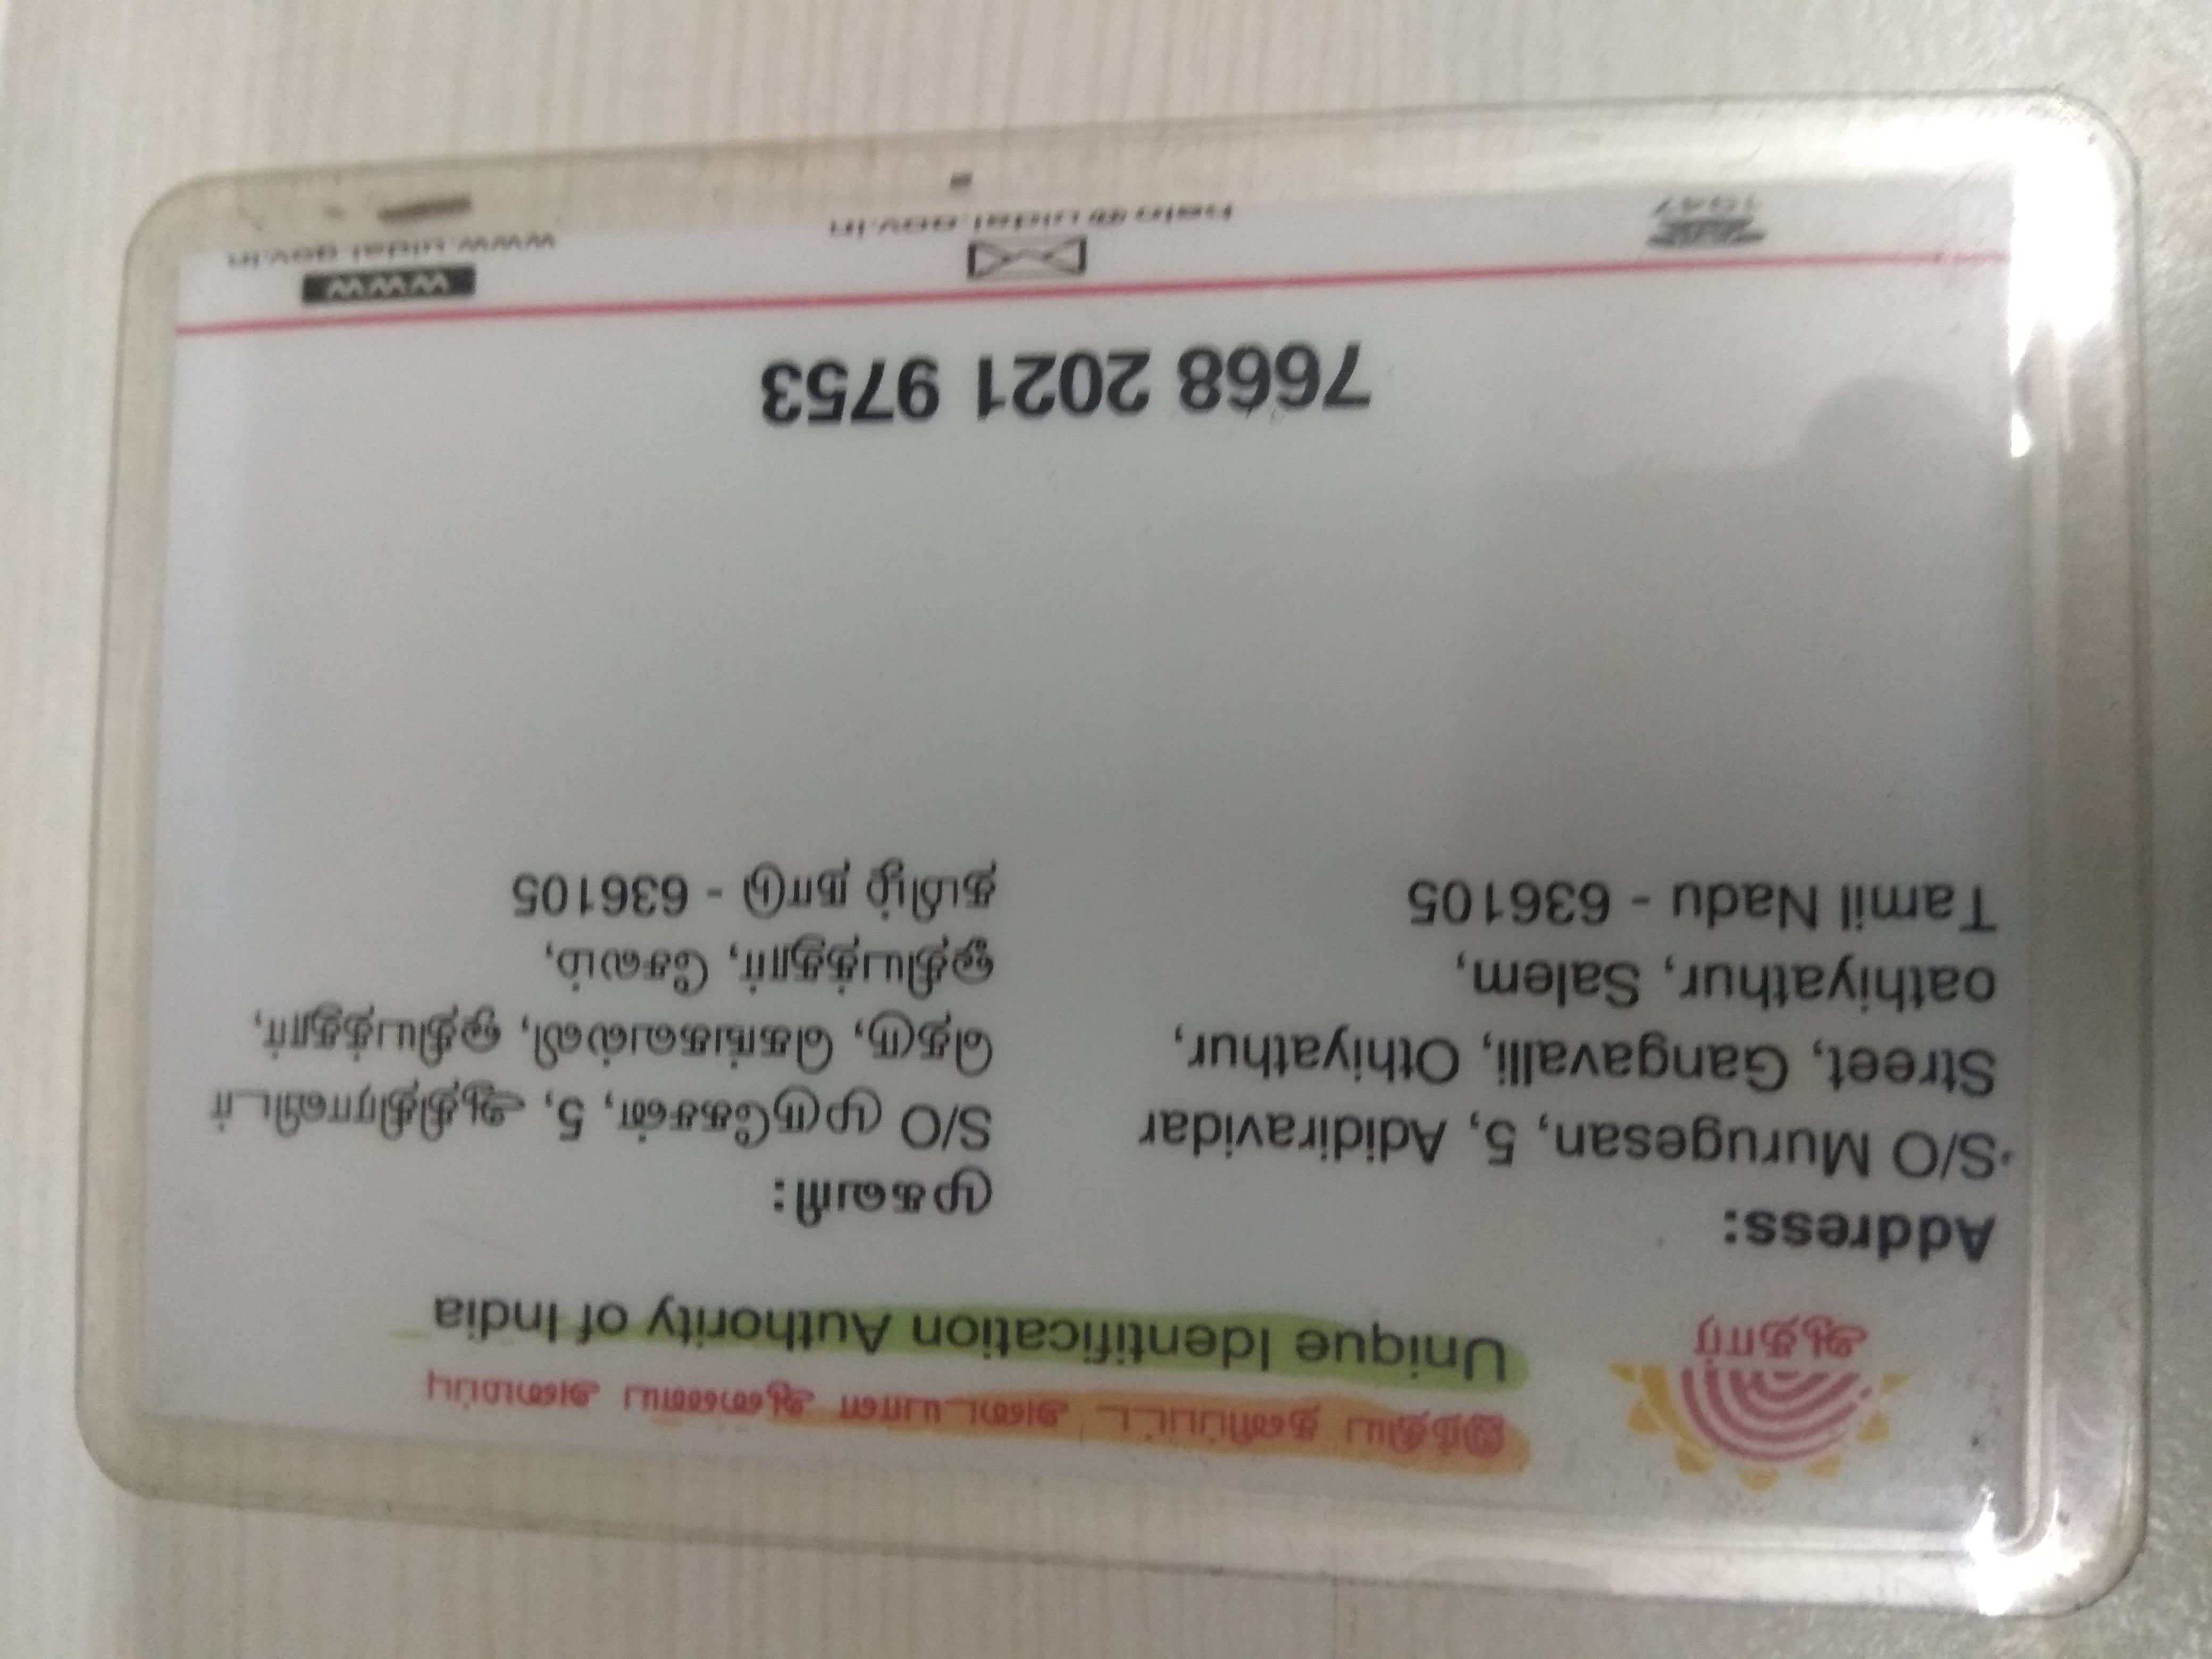 இந்திய தனிப்பட்ட அடையாள ஆணைய அமைப்பு
Unique Identification Authority of India
ஆதார்
Address:
S/O Murugesan, 5, Adidiravidar
Street, Gangavalli, Othiyathur,
oathiyathur, Salem,
Tamil Nadu - 636105
முகவரி:
S/O முருகேசன், 5, ஆதிதிராவிடர்
தெரு, கெங்கவல்லி, ஒதியத்தூர்,
ஒதியத்தூர், சேலம்,
தமிழ் நாடு - 636105
7668 2021 9753
1947
help@uidai.gov.in
WWW
www.uidai.gov.in